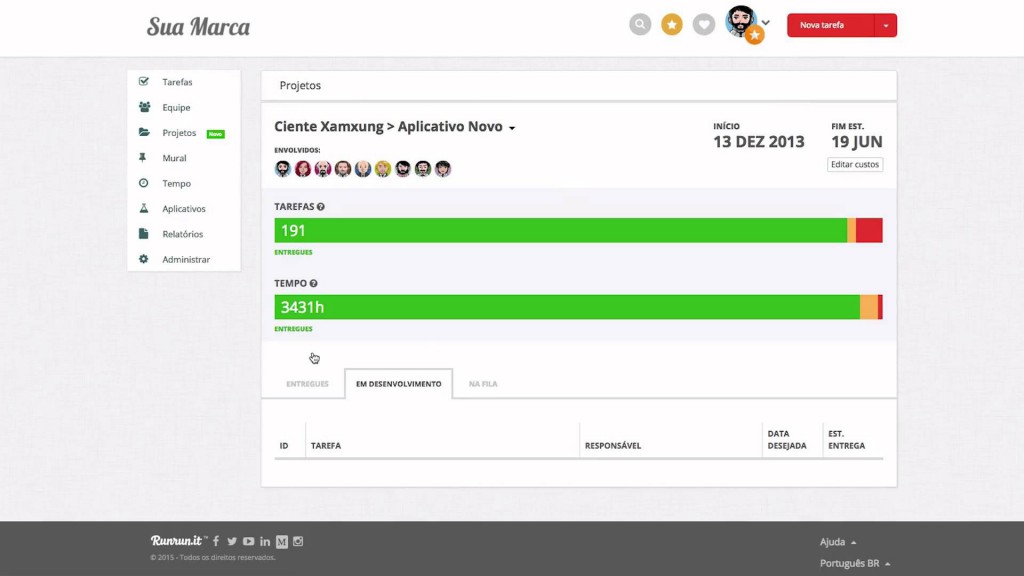 Sua Marca
Nova tarefa
Tarefas
Equipe
Projetos Novo
Mural
Tempo
Aplicativos
Relatórios
Administrar
Projetos
Ciente Xamxung > Aplicativo Novo
ENVOLVIDOS:
INÍCIO
13 DEZ 2013
FIM EST.
19 JUN
Editar custos
TAREFAS
191
ENTREGUES
TEMPO
3431h
ENTREGUES
ENTREGUES
EM DESENVOLVIMENTO
NA FILA
ID
TAREFA
RESPONSÁVEL
DATA
DESEJADA
EST.
ENTREGA
Runrun.it™
© 2015 - Todos os direitos reservados.
Ajuda
Português BR